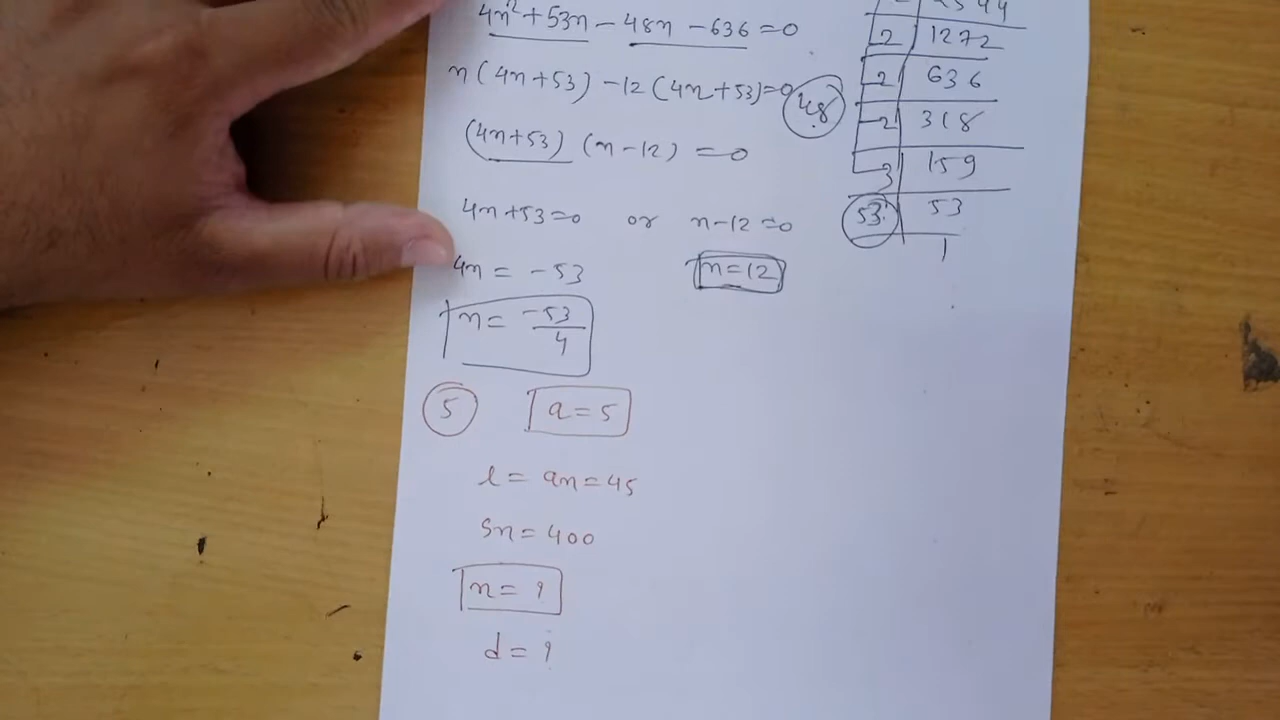 4n² + 53n - 48n - 636 = 0
n (4n + 53) - 12 (4n + 53) = 0
(4n + 53) (n - 12) = 0
4n + 53 = 0 or n - 12 = 0
4n = -53 n = 12
n = -53/4
48
2 1272
2 636
2 318
3 159
53 53
1
5 a = 5
l = an = 45
Sn = 400
n = ?
d = ?